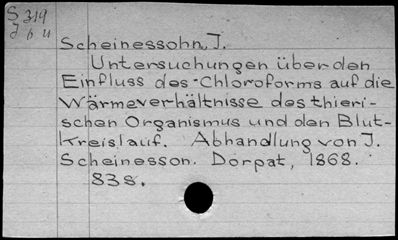 S 319
J 6 u
Scheinessohn, J.
Untersuchungen über den
Einfluss des Chloroforms auf die
Wärmeverhältnisse des thieri-
schen Organismus und den Blut-
kreislauf. Abhandlung von J.
Scheinesson. Dorpat, 1868.
83 s.